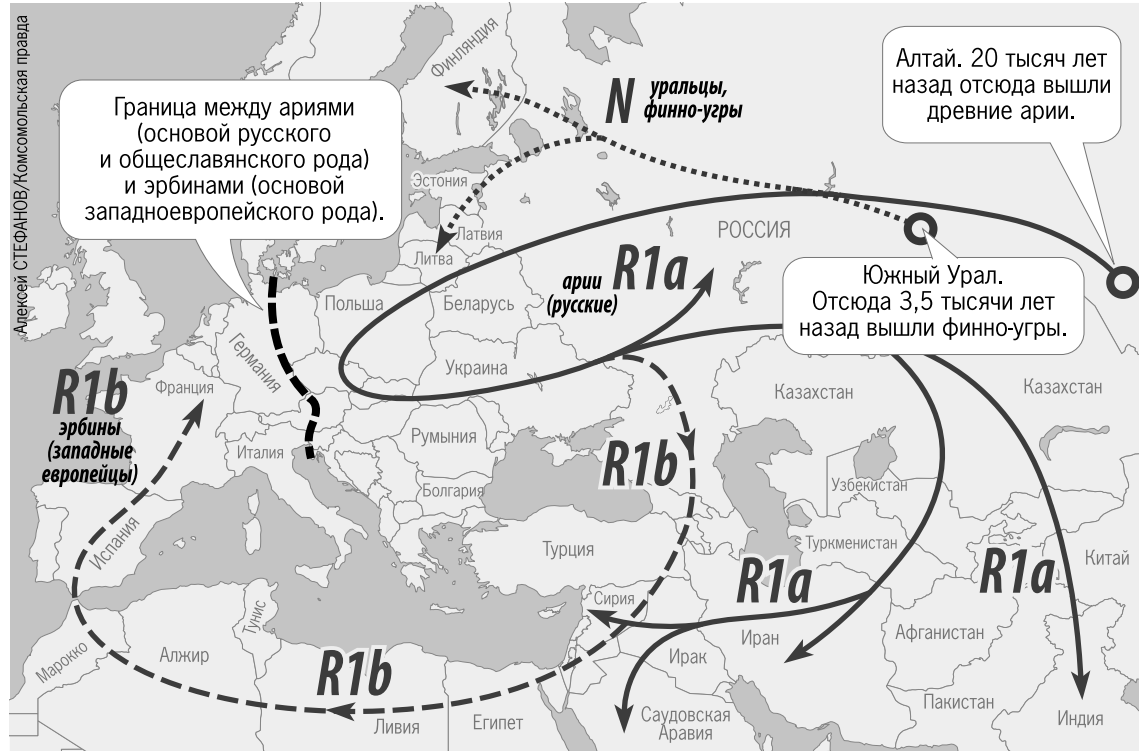 Алексей СТЕФАНОВ/Комсомольская правда
Граница между ариями
(основой русского
и общеславянского рода)
и эрбинами (основой
западноевропейского рода).
ФИНЛЯНДИЯ
N уральцы,
финно-угры
Алтай. 20 тысяч лет
назад отсюда вышли
древние арии.
Эстония
Латвия
Литва
РОССИЯ
арии R1a
(русские)
Южный Урал.
Отсюда 3,5 тысячи лет
назад вышли финно-угры.
Польша
Беларусь
Германия
Украина
Франция
R1b
эрбины
(западные
европейцы)
Казахстан
Казахстан
Румыния
Италия
R1b
Болгария
Узбекистан
Испания
Турция
Туркменистан
Китай
R1a
R1a
Сирия
Тунис
Марокко
Алжир
Иран
Афганистан
Ирак
R1b
Ливия
Египет
Саудовская
Аравия
Пакистан
Индия